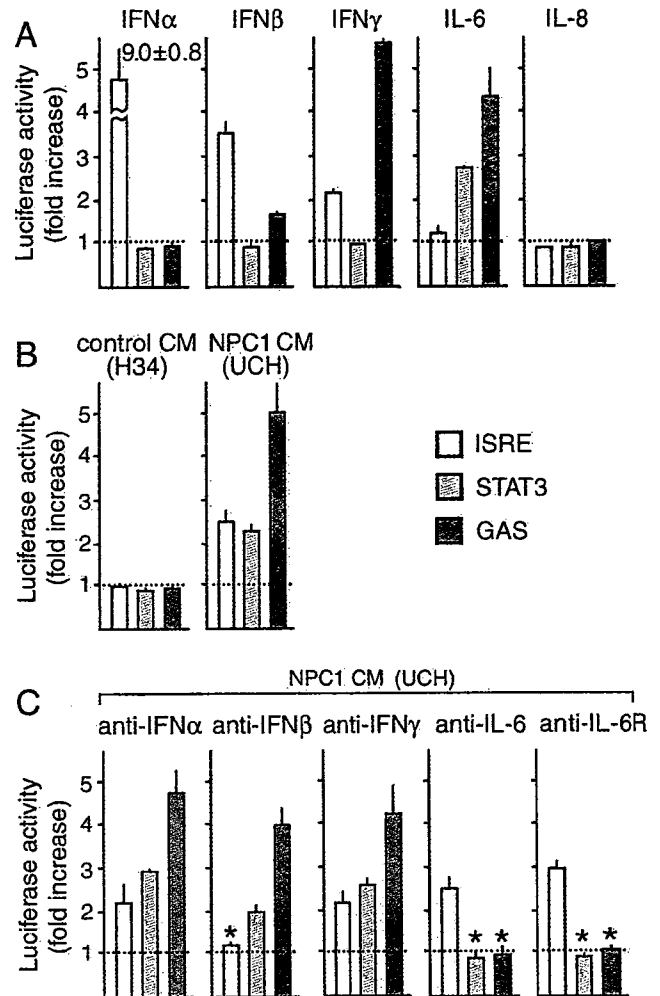 A
IFNα IFNβ IFNγ IL-6 IL-8
9.0±0.8
Luciferase activity
(fold increase)
5
4
3
2
1
B
control CM
(H34)
NPC1 CM
(UCH)
Luciferase activity
(fold increase)
5
4
3
2
1
ISRE
STAT3
GAS
C
NPC1 CM (UCH)
anti-IFNα anti-IFNβ anti-IFNγ anti-IL-6 anti-IL-6R
Luciferase activity
(fold increase)
5
4
3
2
1
* * * * *